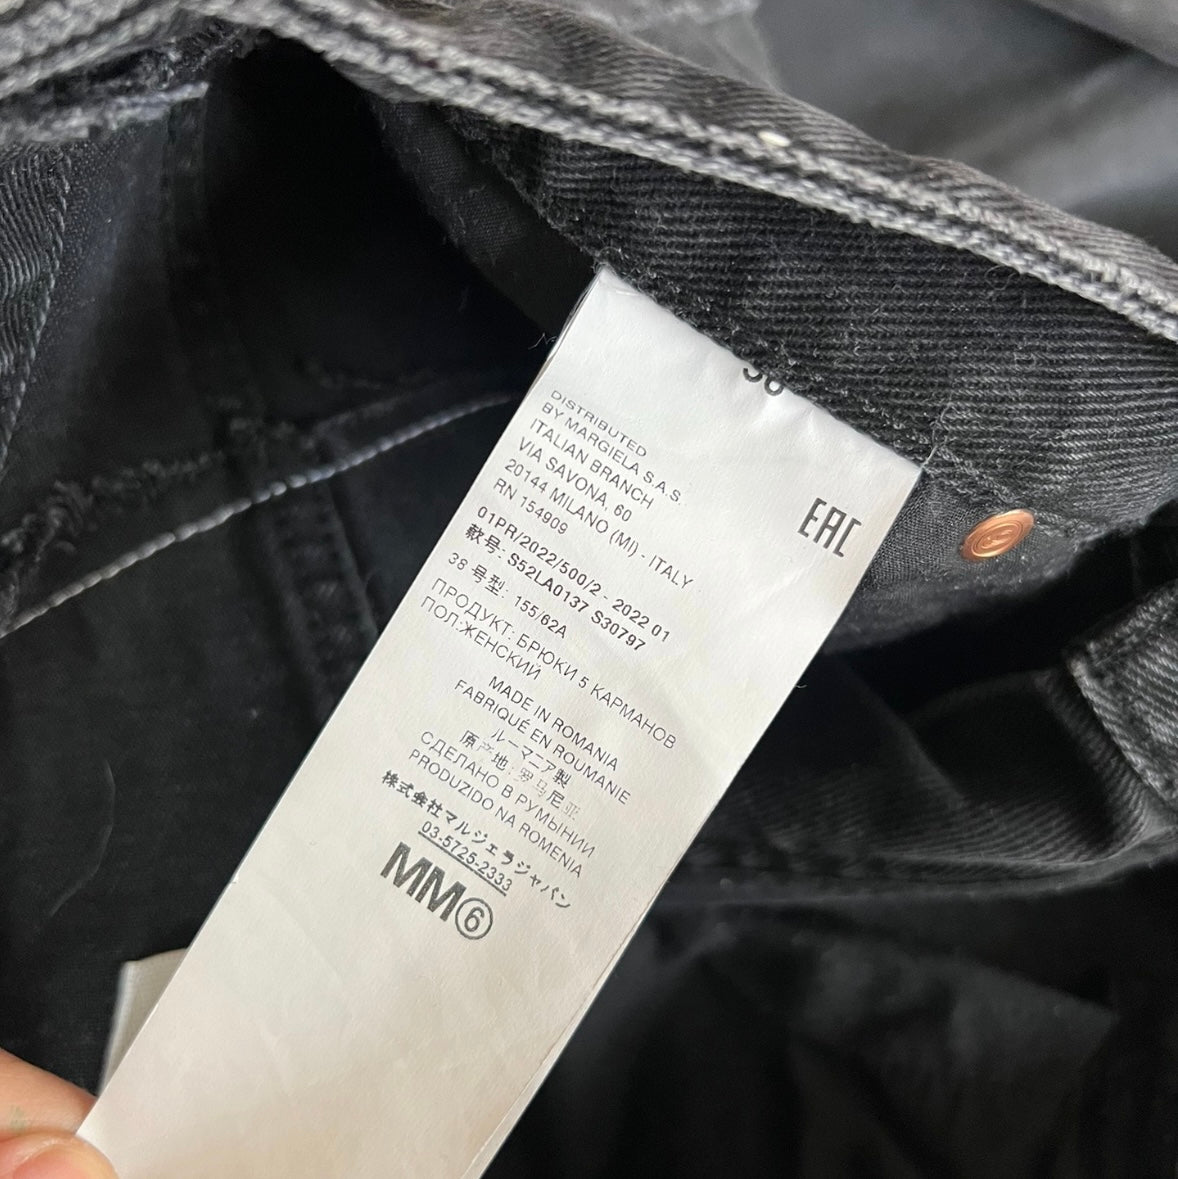 38
DISTRIBUTED
BY MARGIELA S.A.S.
ITALIAN BRANCH
VIA SAVONA, 60
20144 MILANO (MI) - ITALY
RN 154909
EAC
01PR/2022/500/2 - 2022 01
款号: S52LA0137 S30797
38 号型: 155/62A
ПРОДУКТ: БРЮКИ 5 КАРМАНОВ
ПОЛ:ЖЕНСКИЙ
MADE IN ROMANIA
FABRIQUÉ EN ROUMANIE
ルーマニア製
原产地: 罗马尼亚
СДЕЛАНО В РУМЫНИИ
PRODUZIDO NA ROMENIA
株式会社マルジェラジャパン
03-5725-2333
MM⑥